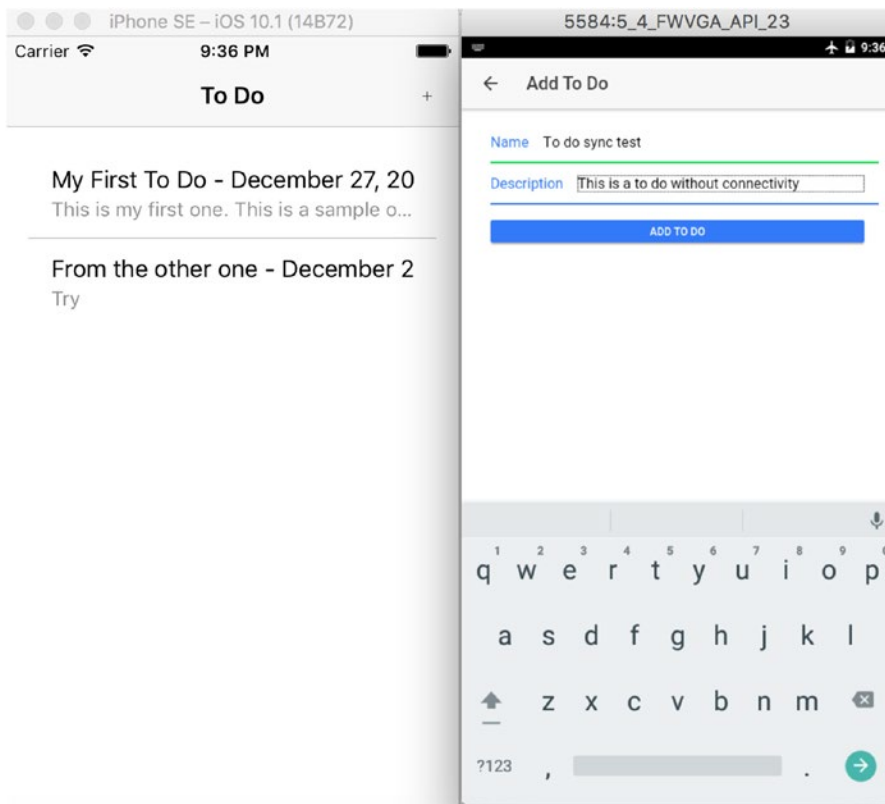 iPhone SE – iOS 10.1 (14B72)
Carrier
9:36 PM
To Do
+
My First To Do - December 27, 20
This is my first one. This is a sample o...
From the other one - December 2
Try
5584:5_4_FWVGA_API_23
9:36
Add To Do
Name To do sync test
Description This is a to do without connectivity
ADD TO DO
1 2 3 4 5 6 7 8 9
q w e r t y u i o p
a s d f g h j k l
z x c v b n m
?123 , .